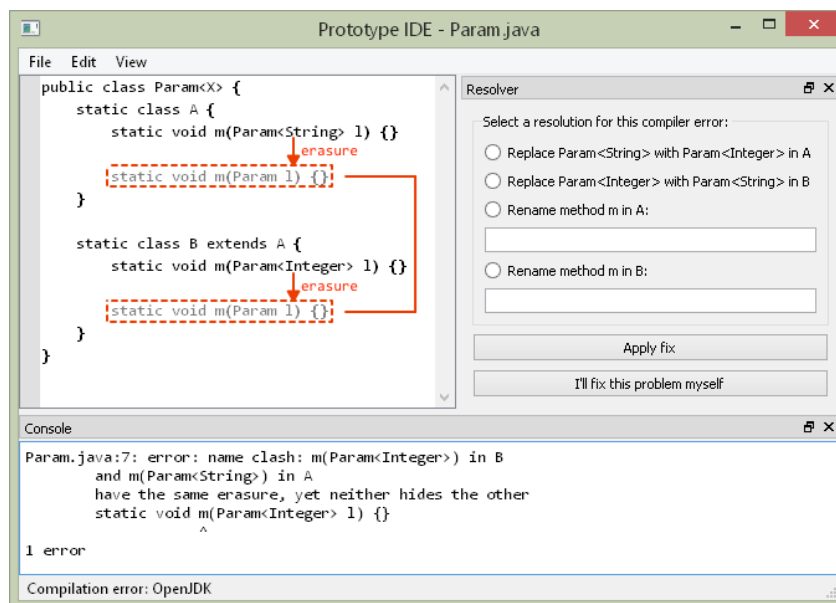 Prototype IDE - Param.java
File Edit View
public class Param<X> {
static class A {
static void m(Param<String> l) {}
erasure
static void m(Param l) {}
}
static class B extends A {
static void m(Param<Integer> l) {}
erasure
static void m(Param l) {}
}
}
Resolver
Select a resolution for this compiler error:
Replace Param<String> with Param<Integer> in A
Replace Param<Integer> with Param<String> in B
Rename method m in A:
Rename method m in B:
Apply fix
I'll fix this problem myself
Console
Param.java:7: error: name clash: m(Param<Integer>) in B
and m(Param<String>) in A
have the same erasure, yet neither hides the other
static void m(Param<Integer> l) {}
^
1 error
Compilation error: OpenJDK